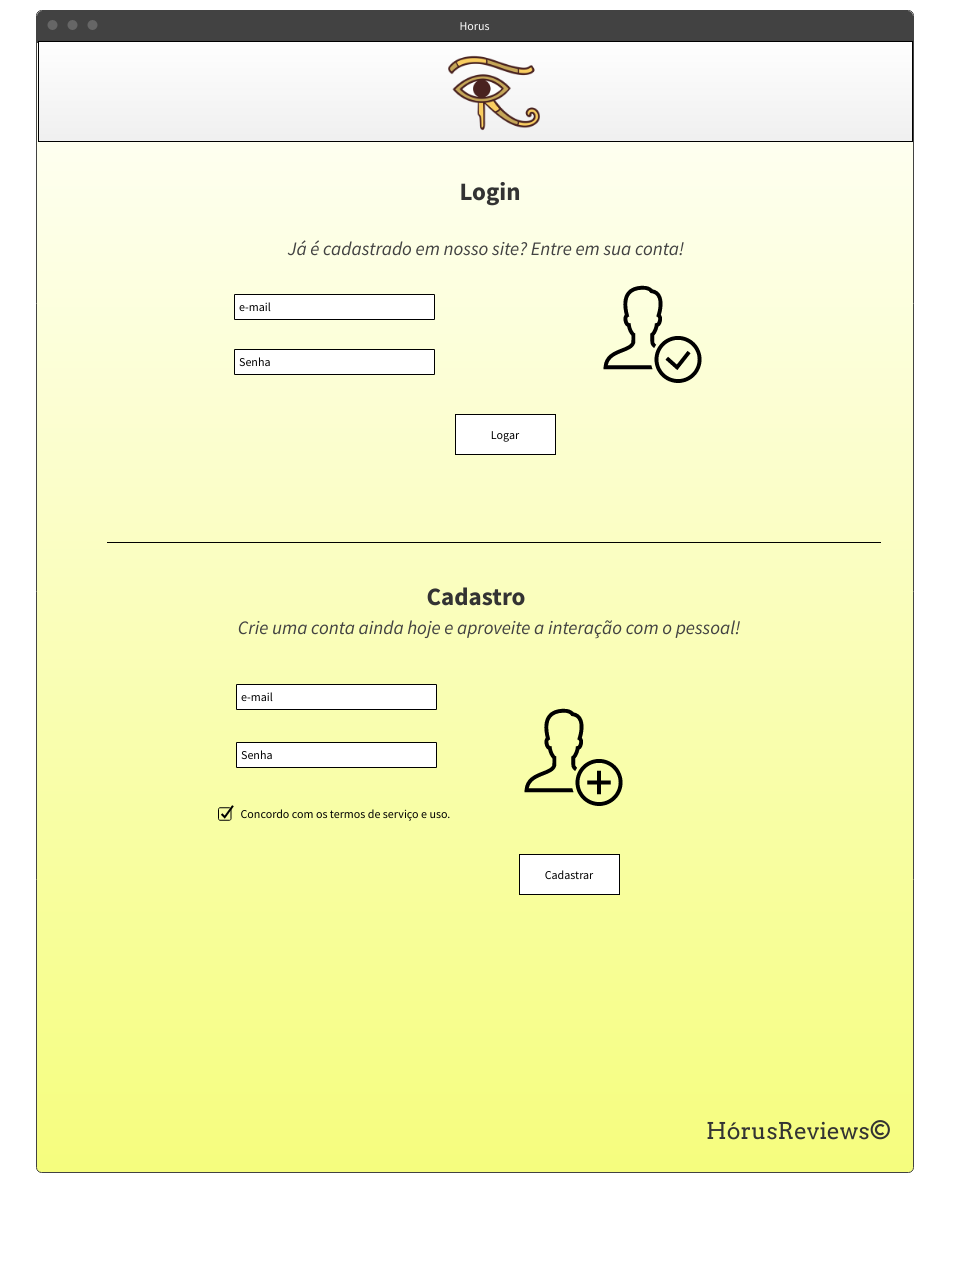 Horus
Login
Já é cadastrado em nosso site? Entre em sua conta!
e-mail
Senha
Logar
Cadastro
Crie uma conta ainda hoje e aproveite a interação com o pessoal!
e-mail
Senha
Concordo com os termos de serviço e uso.
Cadastrar
HórusReviews©